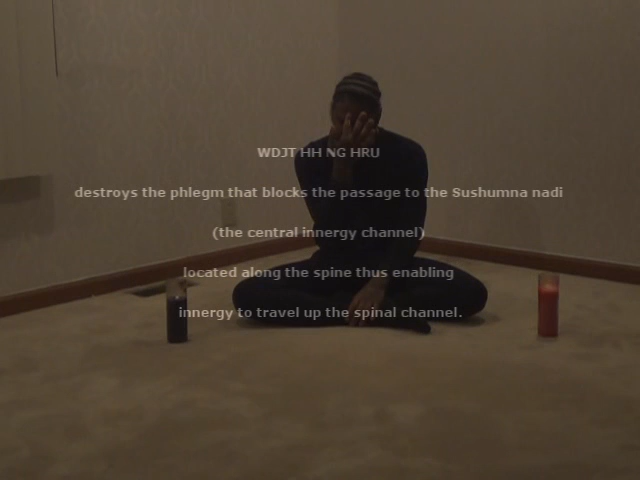 WDJT HH NG HRU
destroys the phlegm that blocks the passage to the Sushumna nadi
(the central innergy channel)
located along the spine thus enabling
innergy to travel up the spinal channel.